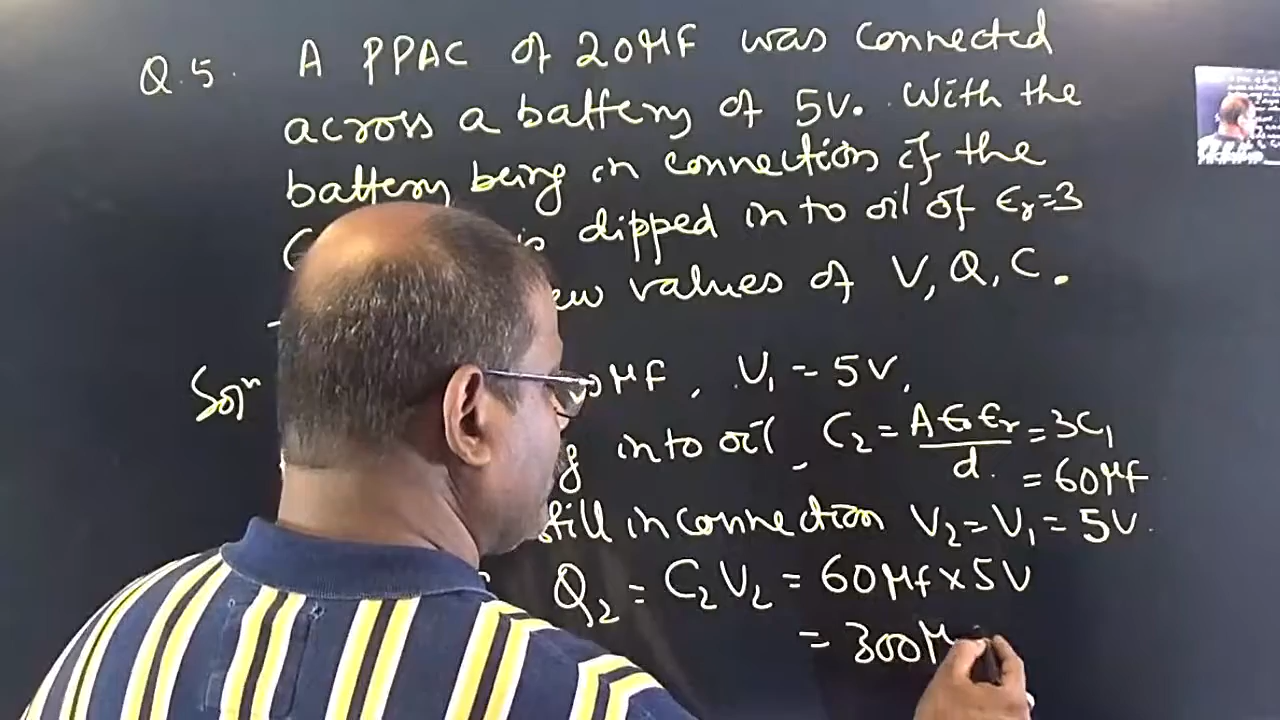 Q.5. A PPAC of 20μF was connected
across a battery of 5V. With the
battery being in connection if the
is dipped in to oil of ϵr=3
values of V, Q, C.
Solⁿ μF, V₁ = 5V,
into oil, C₂ = Aϵ₀ϵr/d. = 3C₁
= 60μF
still in connection V₂ = V₁ = 5V.
Q₂ = C₂V₂ = 60μF × 5V
= 300μ